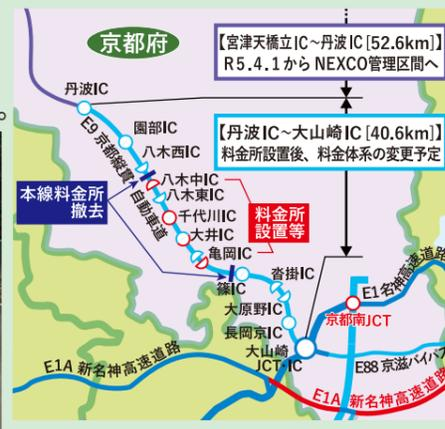 京都府
【宮津天橋立IC~丹波IC[52.6km]】
R5.4.1からNEXCO管理区間へ
丹波IC
【丹波IC~大山崎IC[40.6km]】
料金所設置後、料金体系の変更予定
園部IC
E9 京都縦貫自動車道
八木西IC
本線料金所
撤去
八木中IC
八木東IC
千代川IC
料金所
設置等
大井IC
亀岡IC
篠IC
沓掛IC
大原野IC
長岡京IC
大山崎
JCT・IC
E1名神高速道路
京都南JCT
E88 京滋バイパス
E1A 新名神高速道路
E1A 新名神高速道路